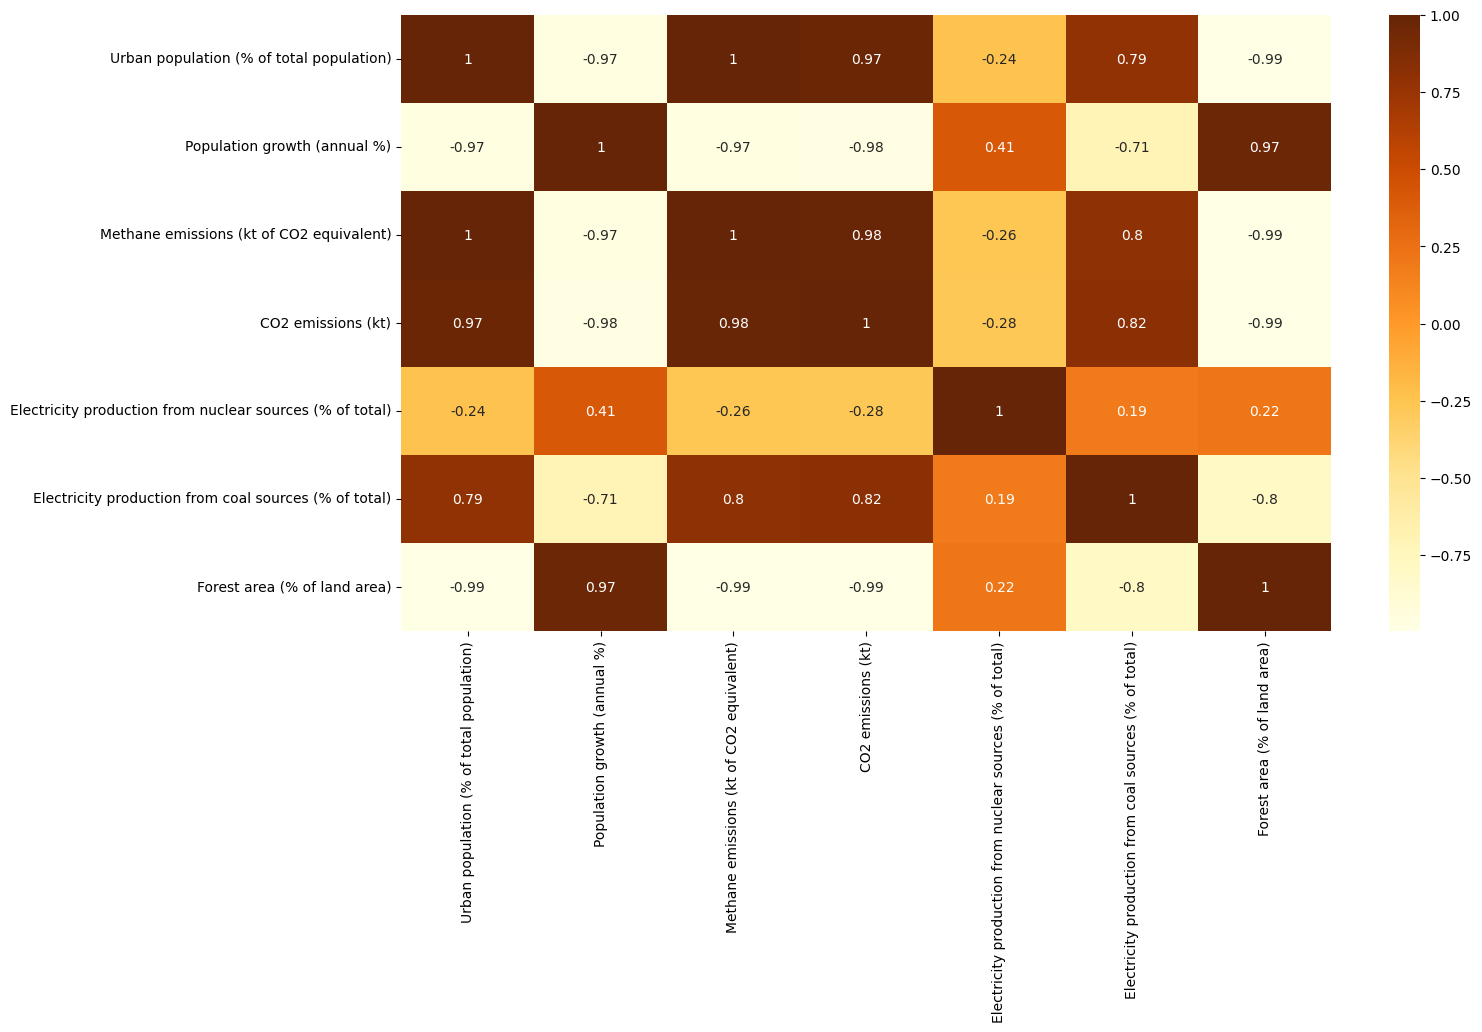 Urban population (% of total population) 1 -0.97 1 0.97 -0.24 0.79 -0.99
Population growth (annual %) -0.97 1 -0.97 -0.98 0.41 -0.71 0.97
Methane emissions (kt of CO2 equivalent) 1 -0.97 1 0.98 -0.26 0.8 -0.99
CO2 emissions (kt) 0.97 -0.98 0.98 1 -0.28 0.82 -0.99
Electricity production from nuclear sources (% of total) -0.24 0.41 -0.26 -0.28 1 0.19 0.22
Electricity production from coal sources (% of total) 0.79 -0.71 0.8 0.82 0.19 1 -0.8
Forest area (% of land area) -0.99 0.97 -0.99 -0.99 0.22 -0.8 1
Urban population (% of total population)
Population growth (annual %)
Methane emissions (kt of CO2 equivalent)
CO2 emissions (kt)
Electricity production from nuclear sources (% of total)
Electricity production from coal sources (% of total)
Forest area (% of land area)
1.00
0.75
0.50
0.25
0.00
−0.25
−0.50
−0.75